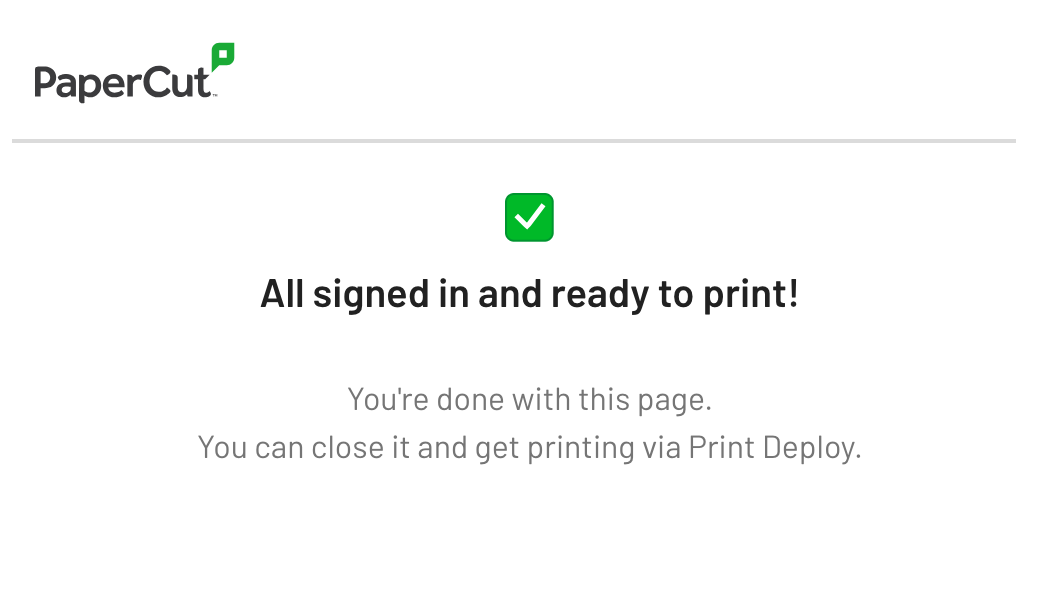 PaperCut™
All signed in and ready to print!
You're done with this page.
You can close it and get printing via Print Deploy.